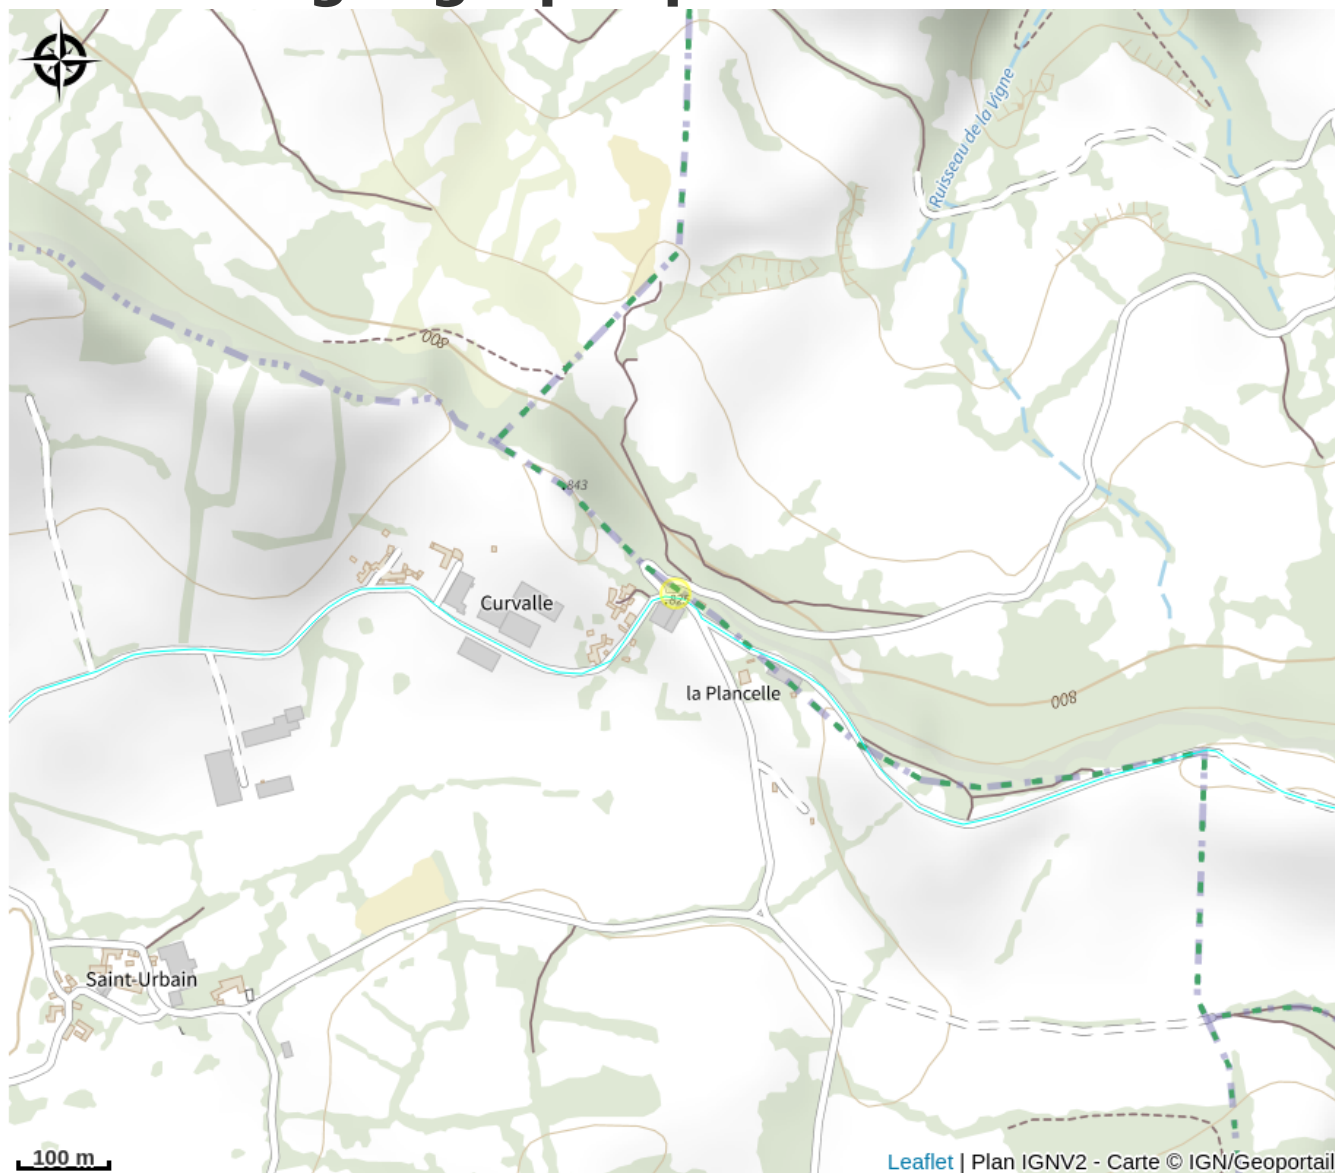 Ruisseau de la Vigne
800
843
Curvalle
la Plancelle
800
Saint-Urbain
100 m
Leaflet | Plan IGNV2 - Carte © IGN/Geoportail